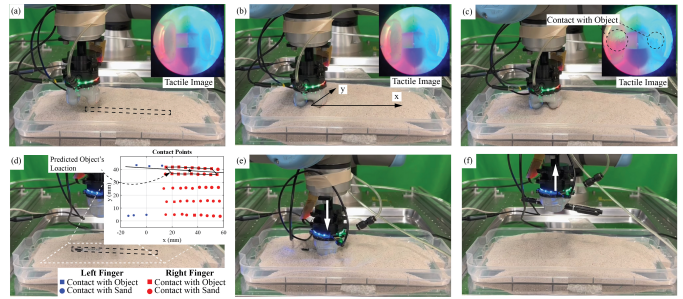 (a)
Tactile Image
(b)
y
x
Tactile Image
(c)
Contact with Object
Tactile Image
(d)
Predicted Object's
Loaction
Contact Points
y (mm)
40
30
20
10
0
-20
0
20
40
60
x (mm)
Left Finger
Right Finger
Contact with Object
Contact with Object
Contact with Sand
Contact with Sand
(e)
(f)